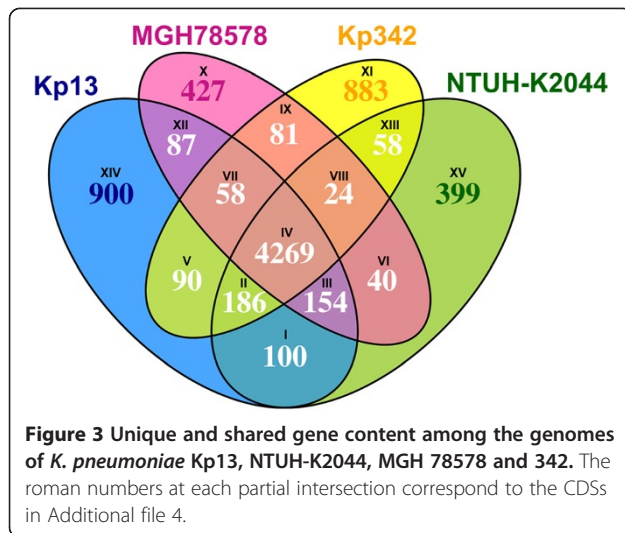 MGH78578
Kp342
Kp13
NTUH-K2044
X
427
XI
883
IX
81
XII
87
XIII
58
XIV
900
VII
58
VIII
24
XV
399
IV
4269
V
90
VI
40
II
186
III
154
I
100
Figure 3 Unique and shared gene content among the genomes
of K. pneumoniae Kp13, NTUH-K2044, MGH 78578 and 342. The
roman numbers at each partial intersection correspond to the CDSs
in Additional file 4.